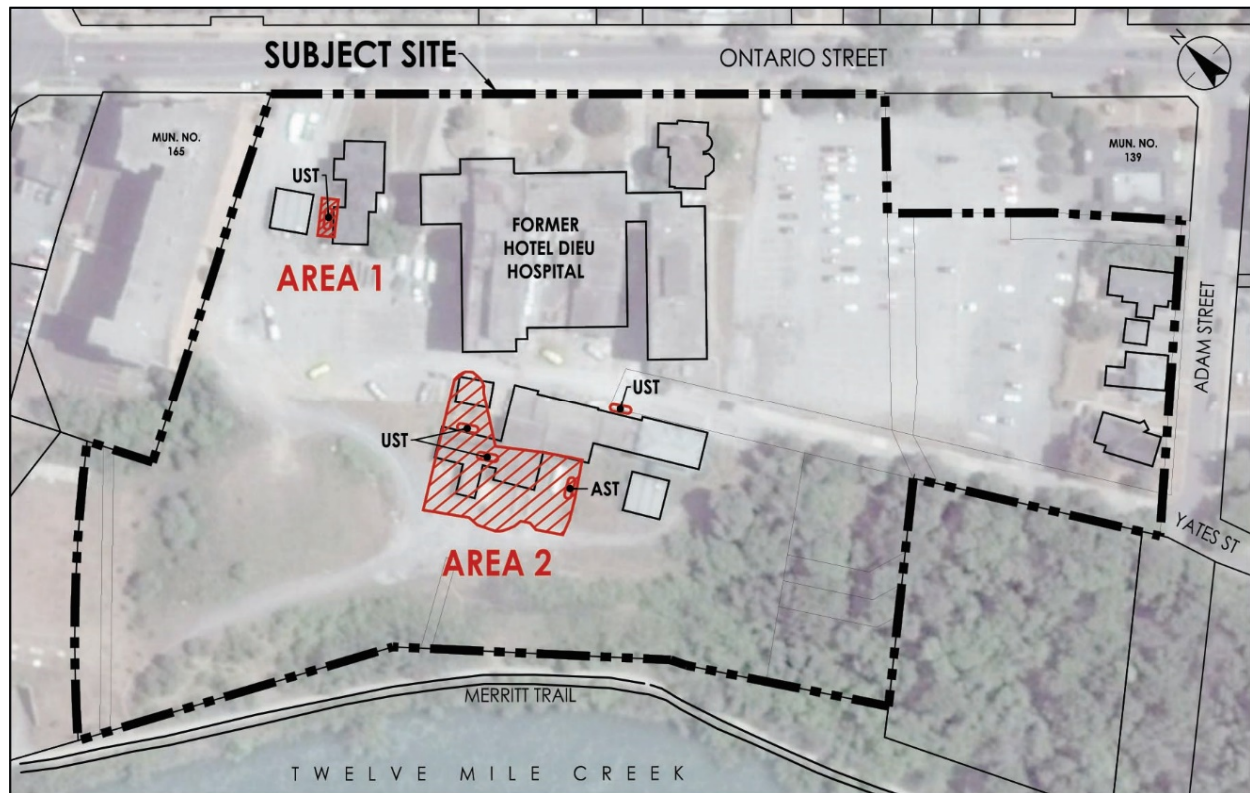 SUBJECT SITE
ONTARIO STREET
N
MUN. NO.
165
MUN. NO.
139
UST
AREA 1
FORMER
HOTEL DIEU
HOSPITAL
ADAM STREET
UST
UST
AST
AREA 2
YATES ST
MERRITT TRAIL
TWELVE MILE CREEK